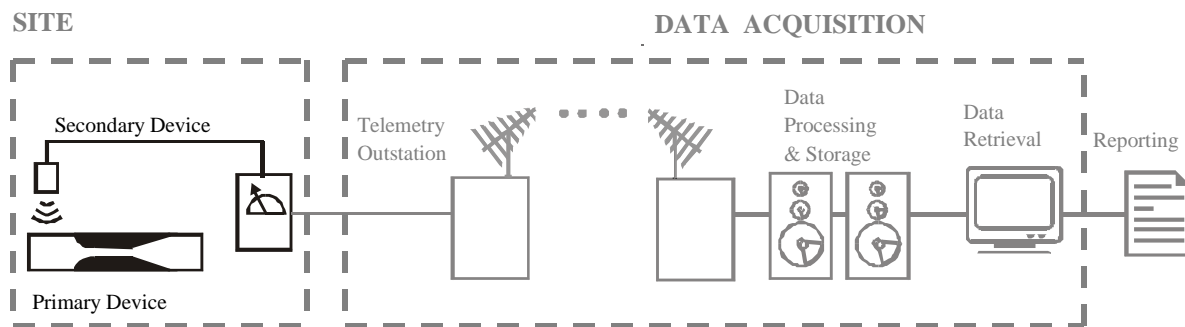 SITE
DATA ACQUISITION
Secondary Device
Telemetry
Outstation
Data
Processing
& Storage
Data
Retrieval
Reporting
Primary Device